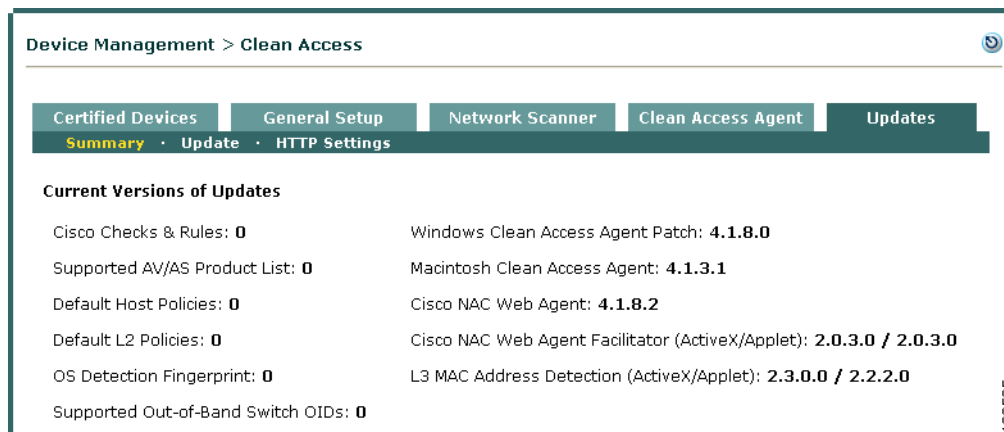 Device Management > Clean Access
Certified Devices General Setup Network Scanner Clean Access Agent Updates
Summary · Update · HTTP Settings
Current Versions of Updates
Cisco Checks & Rules: 0 Windows Clean Access Agent Patch: 4.1.8.0
Supported AV/AS Product List: 0 Macintosh Clean Access Agent: 4.1.3.1
Default Host Policies: 0 Cisco NAC Web Agent: 4.1.8.2
Default L2 Policies: 0 Cisco NAC Web Agent Facilitator (ActiveX/Applet): 2.0.3.0 / 2.0.3.0
OS Detection Fingerprint: 0 L3 MAC Address Detection (ActiveX/Applet): 2.3.0.0 / 2.2.2.0
Supported Out-of-Band Switch OIDs: 0